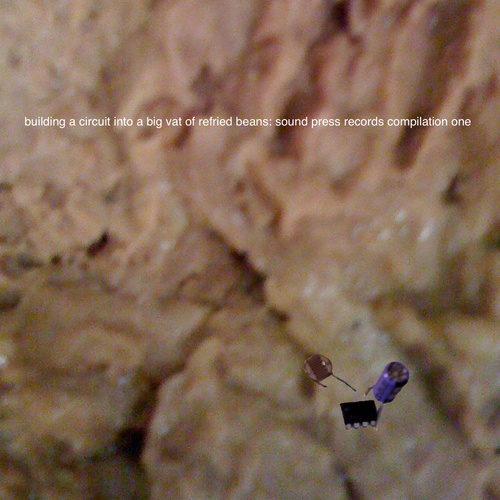 building a circuit into a big vat of refried beans: sound press records compilation one